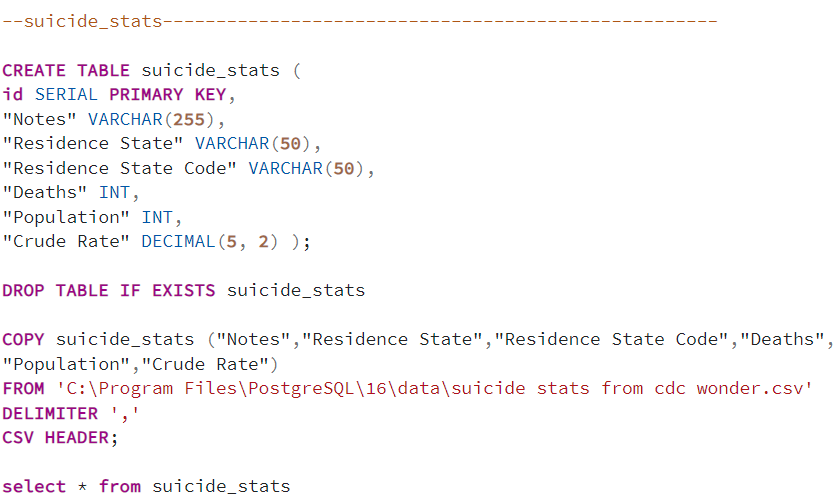 --suicide_stats----------------------------------------------------
CREATE TABLE suicide_stats (
id SERIAL PRIMARY KEY,
"Notes" VARCHAR(255),
"Residence State" VARCHAR(50),
"Residence State Code" VARCHAR(50),
"Deaths" INT,
"Population" INT,
"Crude Rate" DECIMAL(5, 2) );
DROP TABLE IF EXISTS suicide_stats
COPY suicide_stats ("Notes","Residence State","Residence State Code","Deaths",
"Population","Crude Rate")
FROM 'C:\Program Files\PostgreSQL\16\data\suicide stats from cdc wonder.csv'
DELIMITER ','
CSV HEADER;
select * from suicide_stats